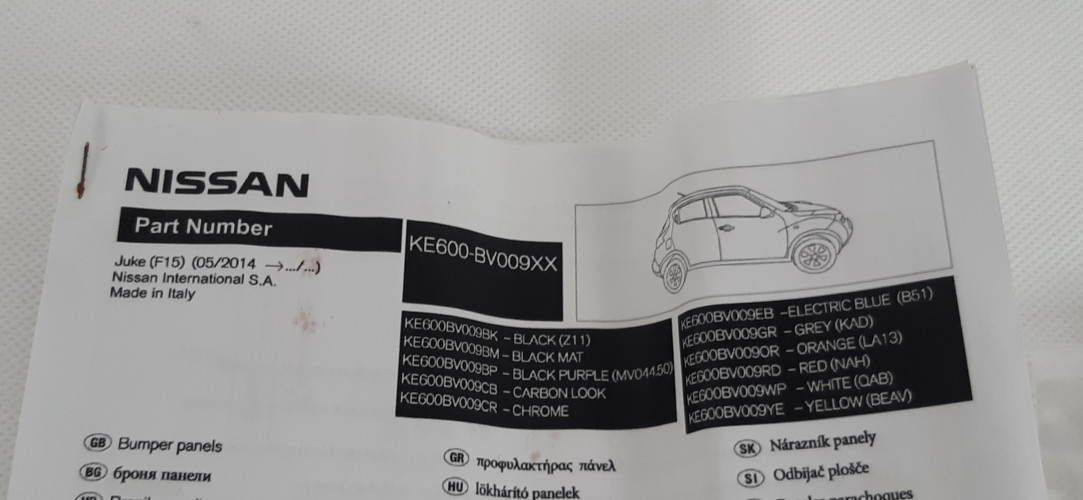 NISSAN
Part Number
KE600-BV009XX
Juke (F15) (05/2014 →.../...)
Nissan International S.A.
Made in Italy
KE600BV009BK – BLACK (Z11)
KE600BV009BM – BLACK MAT
KE600BV009BP – BLACK PURPLE (MV04450)
KE600BV009CB – CARBON LOOK
KE600BV009CR – CHROME
KE600BV009EB –ELECTRIC BLUE (B51)
KE600BV009GR – GREY (KAD)
KE600BV009OR – ORANGE (LA13)
KE600BV009RD – RED (NAH)
KE600BV009WP – WHITE (QAB)
KE600BV009YE – YELLOW (BEAV)
GB Bumper panels
BG броня панели
GR προφυλακτήρας πάνελ
HU lökhárító panelek
SK Nárazník panely
SI Odbijač plošče
parachoques